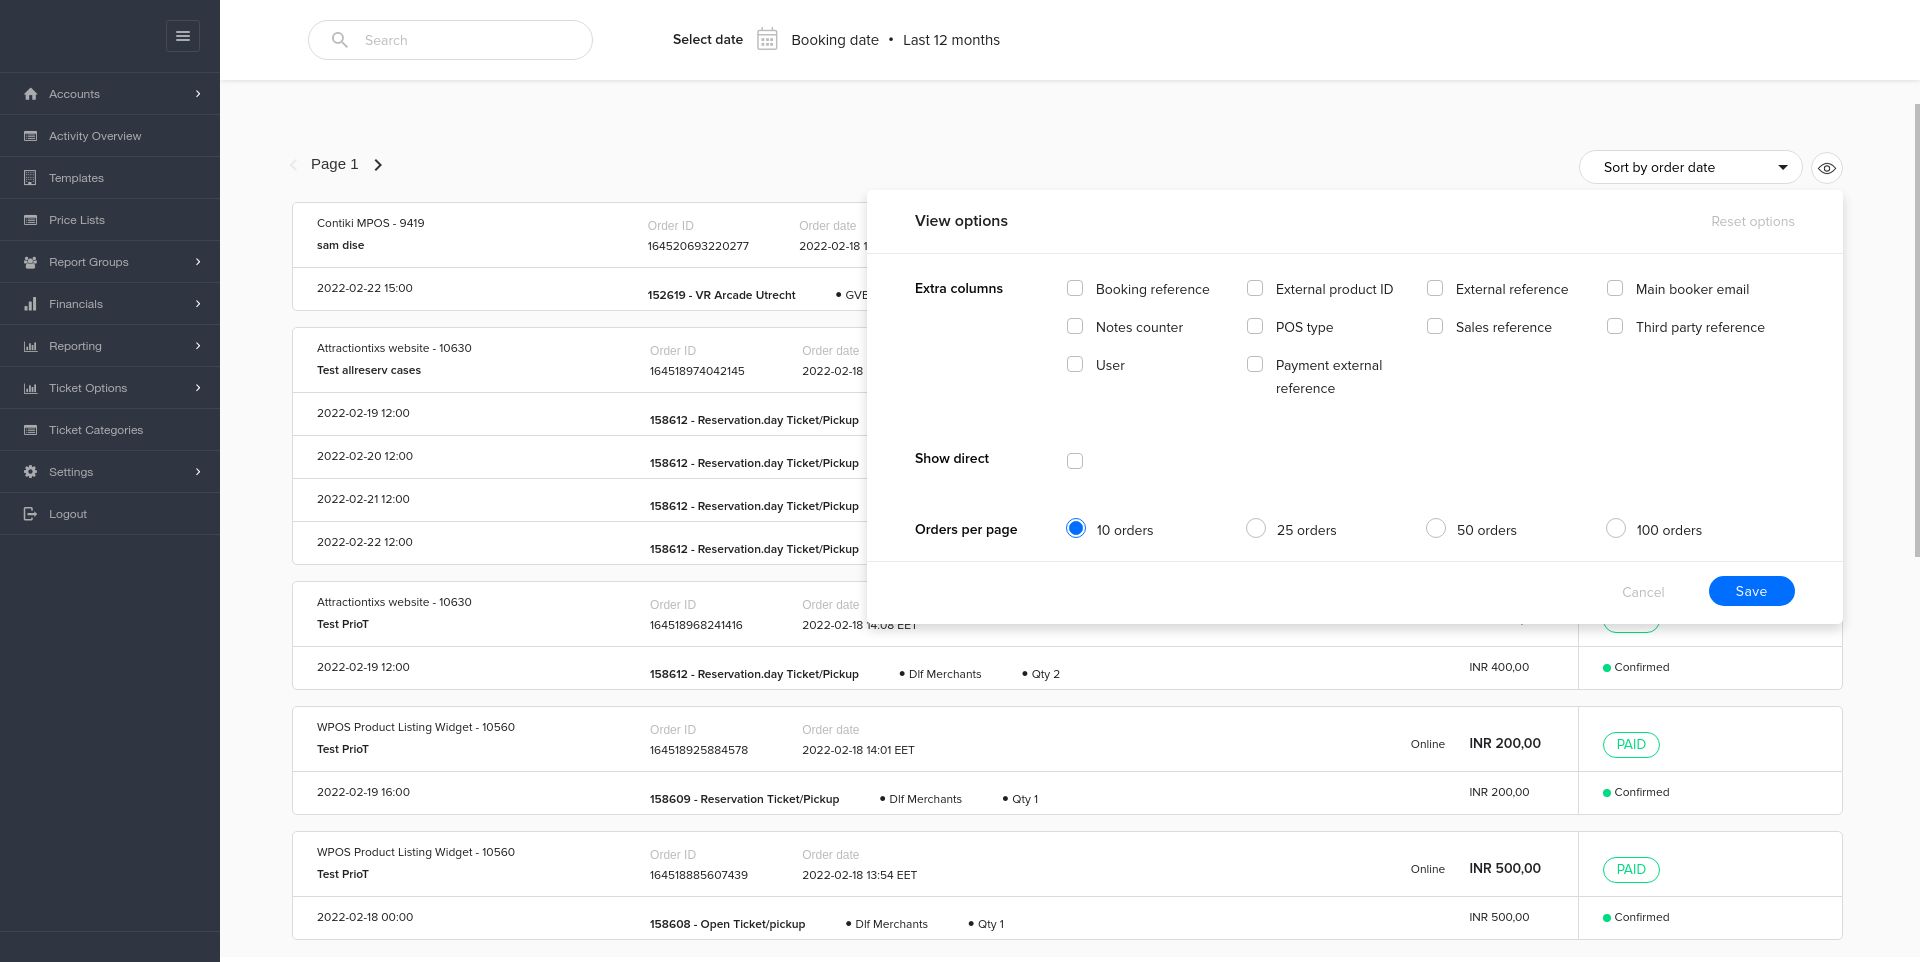 Search
Select date Booking date • Last 12 months
Accounts
Activity Overview
Templates
Price Lists
Report Groups
Financials
Reporting
Ticket Options
Ticket Categories
Settings
Logout
Page 1
Sort by order date
View options Reset options
Extra columns
Booking reference External product ID External reference Main booker email
Notes counter POS type Sales reference Third party reference
User Payment external
reference
Show direct
Orders per page 10 orders 25 orders 50 orders 100 orders
Cancel Save
Contiki MPOS - 9419 Order ID Order date
sam dise 164520693220277 2022-02-18 1
2022-02-22 15:00 152619 - VR Arcade Utrecht • GVB
Attractiontixs website - 10630 Order ID Order date
Test allreserv cases 164518974042145 2022-02-18
2022-02-19 12:00 158612 - Reservation.day Ticket/Pickup
2022-02-20 12:00 158612 - Reservation.day Ticket/Pickup
2022-02-21 12:00 158612 - Reservation.day Ticket/Pickup
2022-02-22 12:00 158612 - Reservation.day Ticket/Pickup
Attractiontixs website - 10630 Order ID Order date
Test PrioT 164518968241416 2022-02-18 14:08 EET
2022-02-19 12:00 158612 - Reservation.day Ticket/Pickup • Dlf Merchants • Qty 2 INR 400,00 Confirmed
WPOS Product Listing Widget - 10560 Order ID Order date
Test PrioT 164518925884578 2022-02-18 14:01 EET Online INR 200,00 PAID
2022-02-19 16:00 158609 - Reservation Ticket/Pickup • Dlf Merchants • Qty 1 INR 200,00 Confirmed
WPOS Product Listing Widget - 10560 Order ID Order date
Test PrioT 164518885607439 2022-02-18 13:54 EET Online INR 500,00 PAID
2022-02-18 00:00 158608 - Open Ticket/pickup • Dlf Merchants • Qty 1 INR 500,00 Confirmed